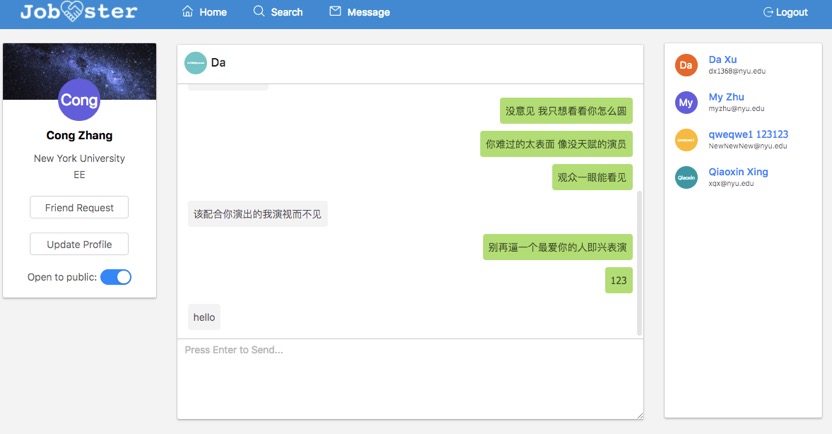 Jobster
Home
Search
Message
Logout
Cong
Cong Zhang
New York University
EE
Friend Request
Update Profile
Open to public:
Da
没意见 我只想看看你怎么圆
你难过的太表面 像没天赋的演员
观众一眼能看见
该配合你演出的我演视而不见
别再逼一个最爱你的人即兴表演
123
hello
Press Enter to Send...
Da
Da Xu
dx1368@nyu.edu
My
My Zhu
myzhu@nyu.edu
qweqwe1 123123
NewNewNew@nyu.edu
Qiaoxin
Qiaoxin Xing
xqx@nyu.edu